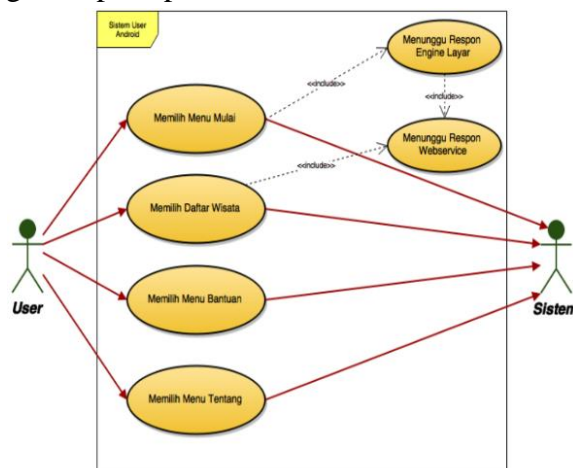 Sistem User
Android
Menunggu Respon
Engine Layar
<<include>>
<<include>>
Memilih Menu Mulai
Menunggu Respon
Webservice
<<include>>
Memilih Daftar Wisata
User
Memilih Menu Bantuan
Sisten
Memilih Menu Tentang